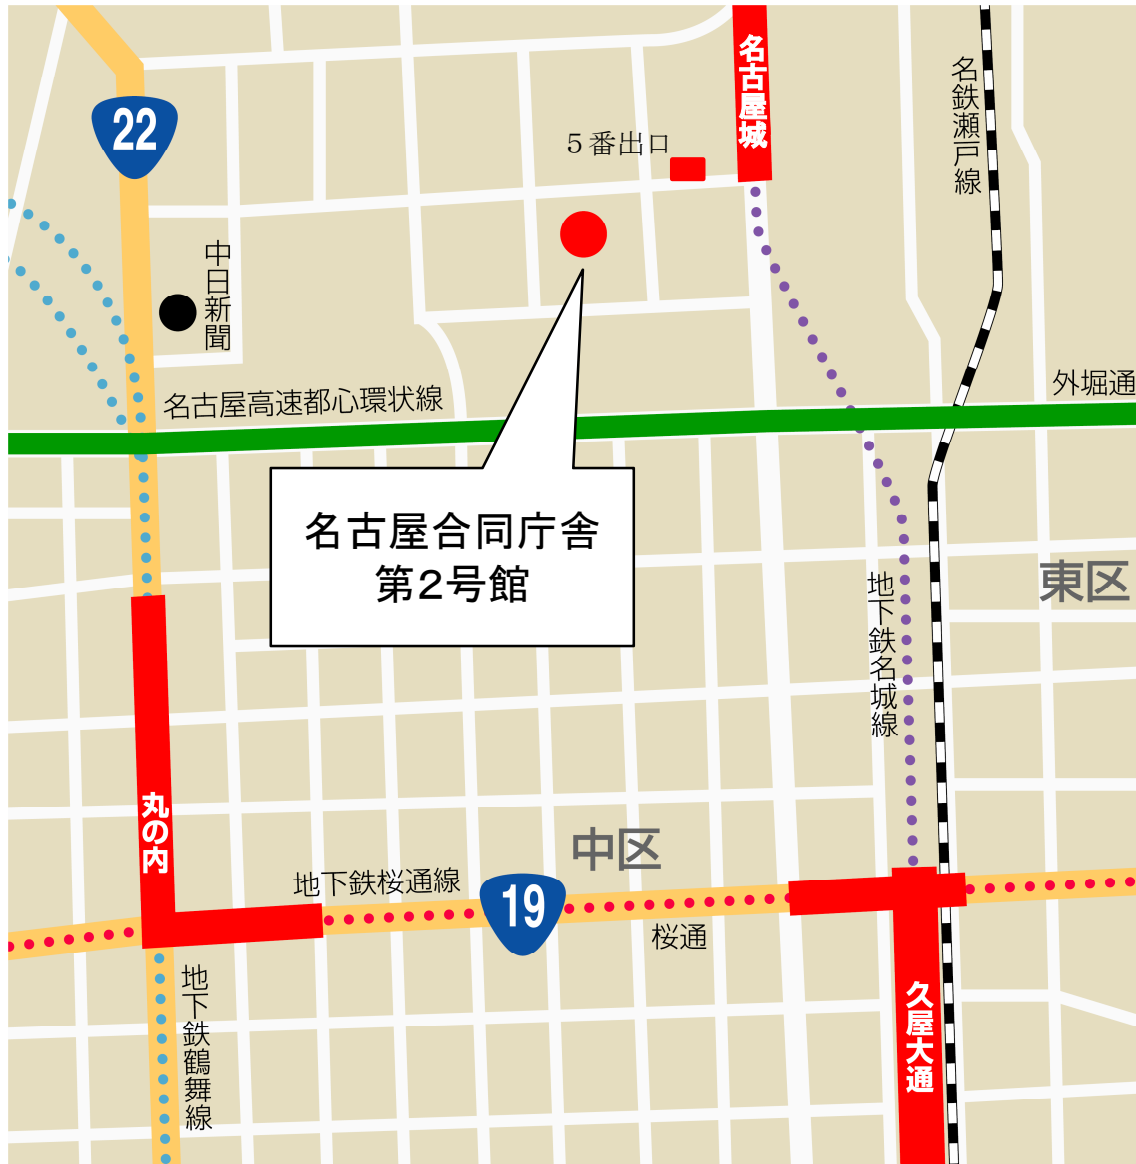 名古屋城
名鉄瀬戸線
22
5番出口
中日新聞
外堀通
名古屋高速都心環状線
名古屋合同庁舎
第2号館
東区
地下鉄名城線
丸の内
中区
地下鉄桜通線
19
桜通
地下鉄鶴舞線
久屋大通